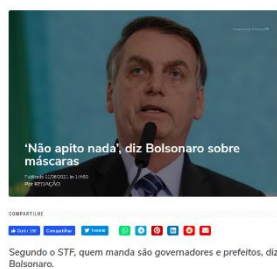 'Não apito nada', diz Bolsonaro sobre
máscaras
Por REDAÇÃO
COMPARTILHE
Compartilhar
Segundo o STF, quem manda são governadores e prefeitos, diz
Bolsonaro.